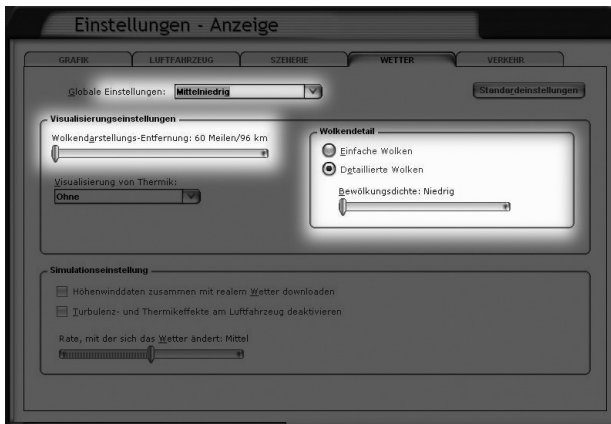 Einstellungen - Anzeige
GRAFIK LUFTFAHRZEUG SZENERIE WETTER VERKEHR
Globale Einstellungen: Mittelniedrig Standardeinstellungen
Visualisierungseinstellungen
Wolkendarstellungs-Entfernung: 60 Meilen/96 km
Visualisierung von Thermik:
Ohne
Wolkendetail
Einfache Wolken
Detaillierte Wolken
Bewölkungsdichte: Niedrig
Simulationseinstellung
Höhenwinddaten zusammen mit realem Wetter downloaden
Turbulenz- und Thermikeffekte am Luftfahrzeug deaktivieren
Rate, mit der sich das Wetter ändert: Mittel